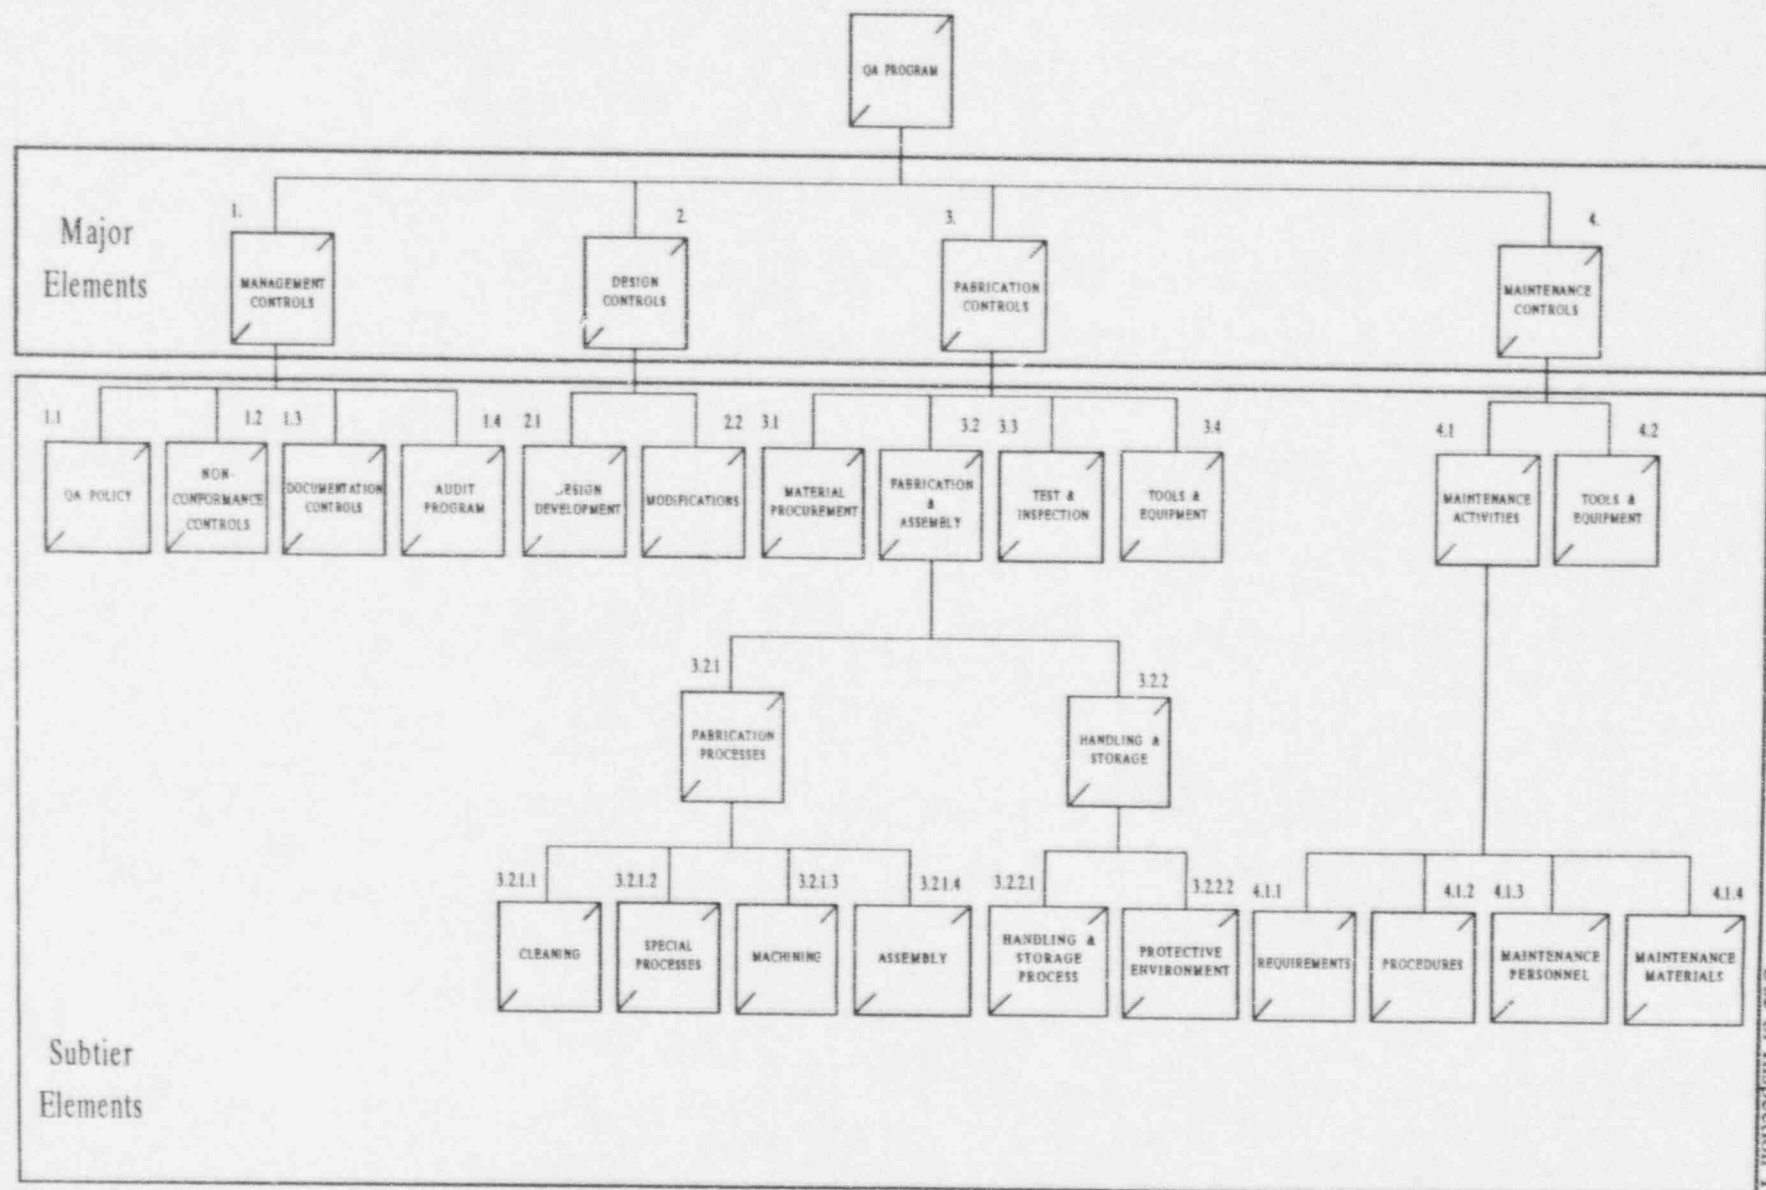 QA PROGRAM
Major
Elements
1.
MANAGEMENT
CONTROLS
2.
DESIGN
CONTROLS
3.
FABRICATION
CONTROLS
4.
MAINTENANCE
CONTROLS
1.1
QA POLICY
1.2
NON-
CONFORMANCE
CONTROLS
1.3
DOCUMENTATION
CONTROLS
1.4
AUDIT
PROGRAM
2.1
DESIGN
DEVELOPMENT
2.2
MODIFICATIONS
3.1
MATERIAL
PROCUREMENT
3.2
FABRICATION
&
ASSEMBLY
3.3
TEST &
INSPECTION
3.4
TOOLS &
EQUIPMENT
4.1
MAINTENANCE
ACTIVITIES
4.2
TOOLS &
EQUIPMENT
3.2.1
FABRICATION
PROCESSES
3.2.2
HANDLING &
STORAGE
3.2.1.1
CLEANING
3.2.1.2
SPECIAL
PROCESSES
3.2.1.3
MACHINING
3.2.1.4
ASSEMBLY
3.2.2.1
HANDLING &
STORAGE
PROCESS
3.2.2.2
PROTECTIVE
ENVIRONMENT
4.1.1
REQUIREMENTS
4.1.2
PROCEDURES
4.1.3
MAINTENANCE
PERSONNEL
4.1.4
MAINTENANCE
MATERIALS
Subtier
Elements